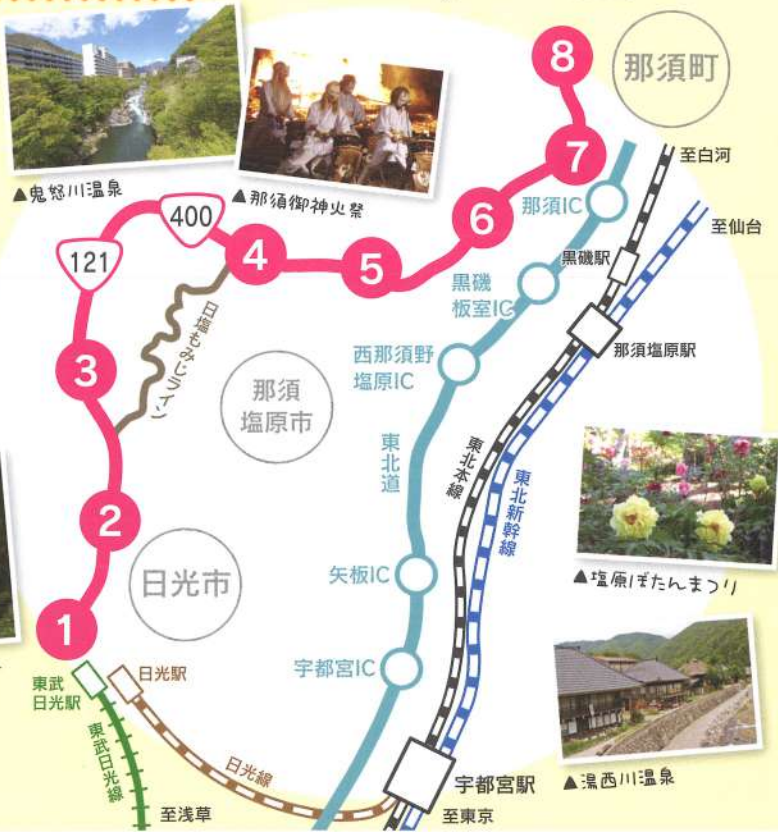 8
那須町
7
至白河
▲鬼怒川温泉
▲那須御神火祭
那須IC
6
至仙台
400
4
5
121
黒磯駅
黒磯
板室IC
日塩もみじライン
3
西那須野
塩原IC
那須塩原駅
那須
塩原市
東北道
東北本線
東北新幹線
2
矢板IC
▲塩原ぼたんまつり
日光市
1
宇都宮IC
東武
日光駅
日光駅
東武日光線
日光線
宇都宮駅
▲湯西川温泉
至浅草
至東京